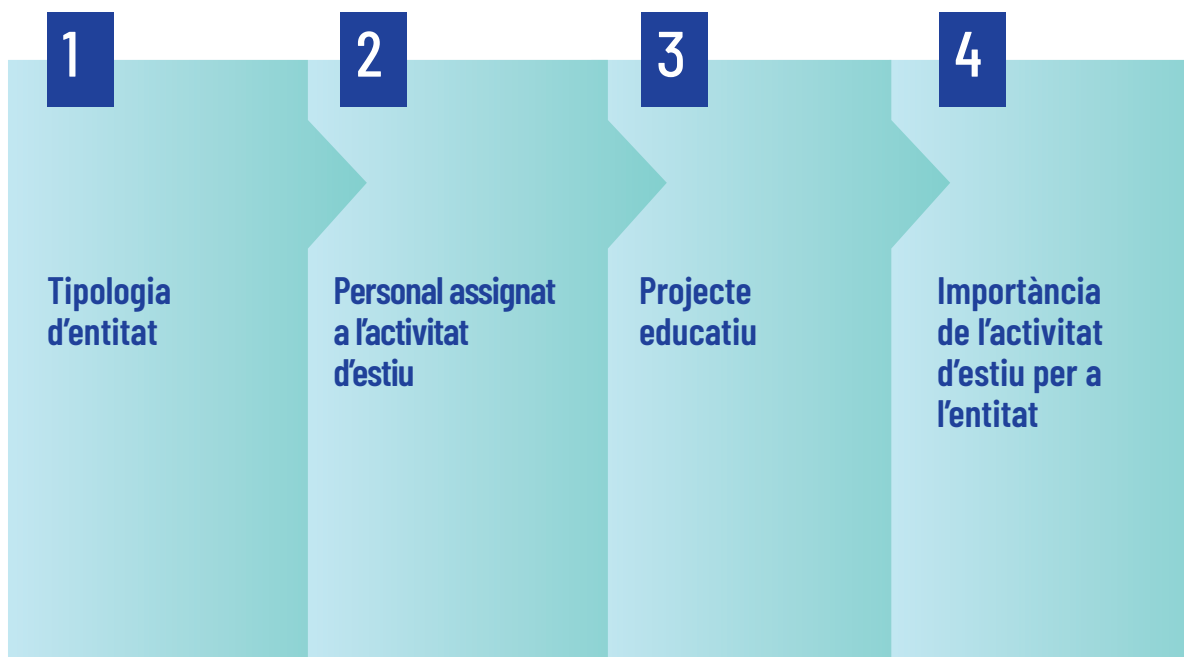 1
Tipologia
d’entitat
2
Personal assignat
a l’activitat
d’estiu
3
Projecte
educatiu
4
Importància
de l’activitat
d’estiu per a
l’entitat